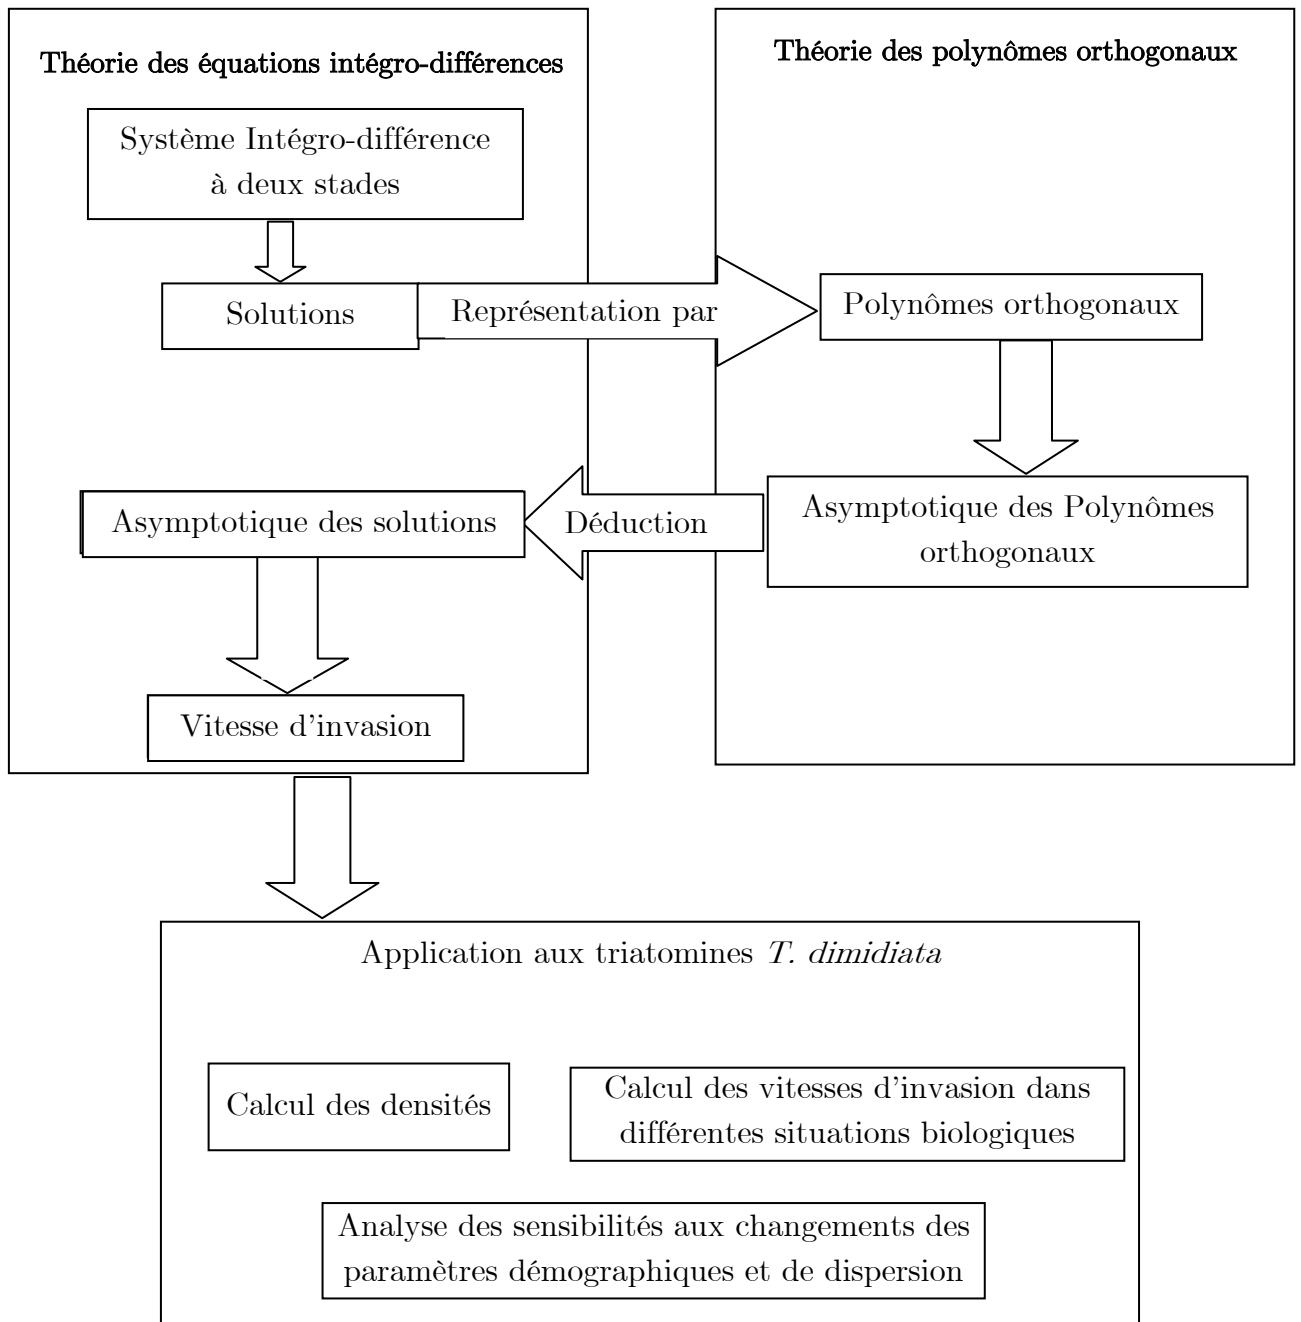 Théorie des équations intégro-différences
Système Intégro-différence
à deux stades
Solutions
Représentation par
Théorie des polynômes orthogonaux
Polynômes orthogonaux
Asymptotique des Polynômes
orthogonaux
Déduction
Asymptotique des solutions
Vitesse d'invasion
Application aux triatomines T. dimidiata
Calcul des densités
Calcul des vitesses d'invasion dans
différentes situations biologiques
Analyse des sensibilités aux changements des
paramètres démographiques et de dispersion